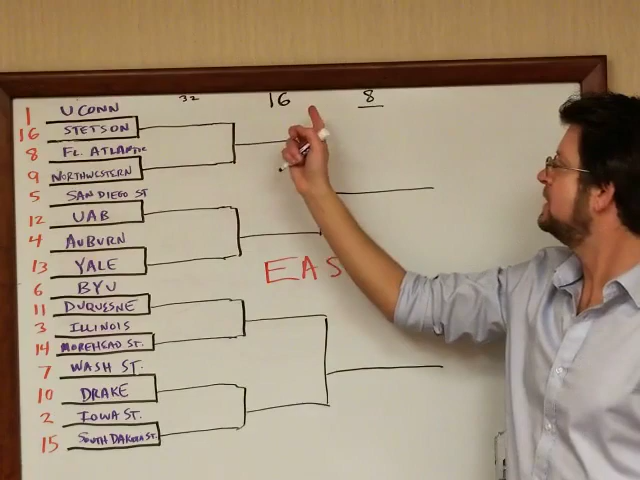 32 16 8
1 UCONN
16 STETSON
8 FL. ATLANTIC
9 NORTHWESTERN
5 SAN DIEGO ST
12 UAB
4 AUBURN
13 YALE
EAS
6 BYU
11 DUQUESNE
3 ILLINOIS
14 MOREHEAD ST.
7 WASH ST.
10 DRAKE
2 IOWA ST.
15 SOUTH DAKOTA ST.